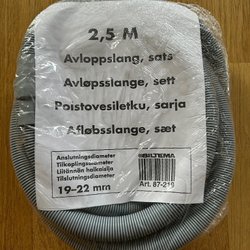 2,5 M
Avloppslang, sats
Avløpsslange, sett
Poistovesiletku, sarja
Afløbsslange, sæt
Anslutningsdiameter
Tilkoplingsdiameter
Liitännän halkaisija
Tilslutningsdiameter
19–22 mm
BILTEMA
Art. 87-219